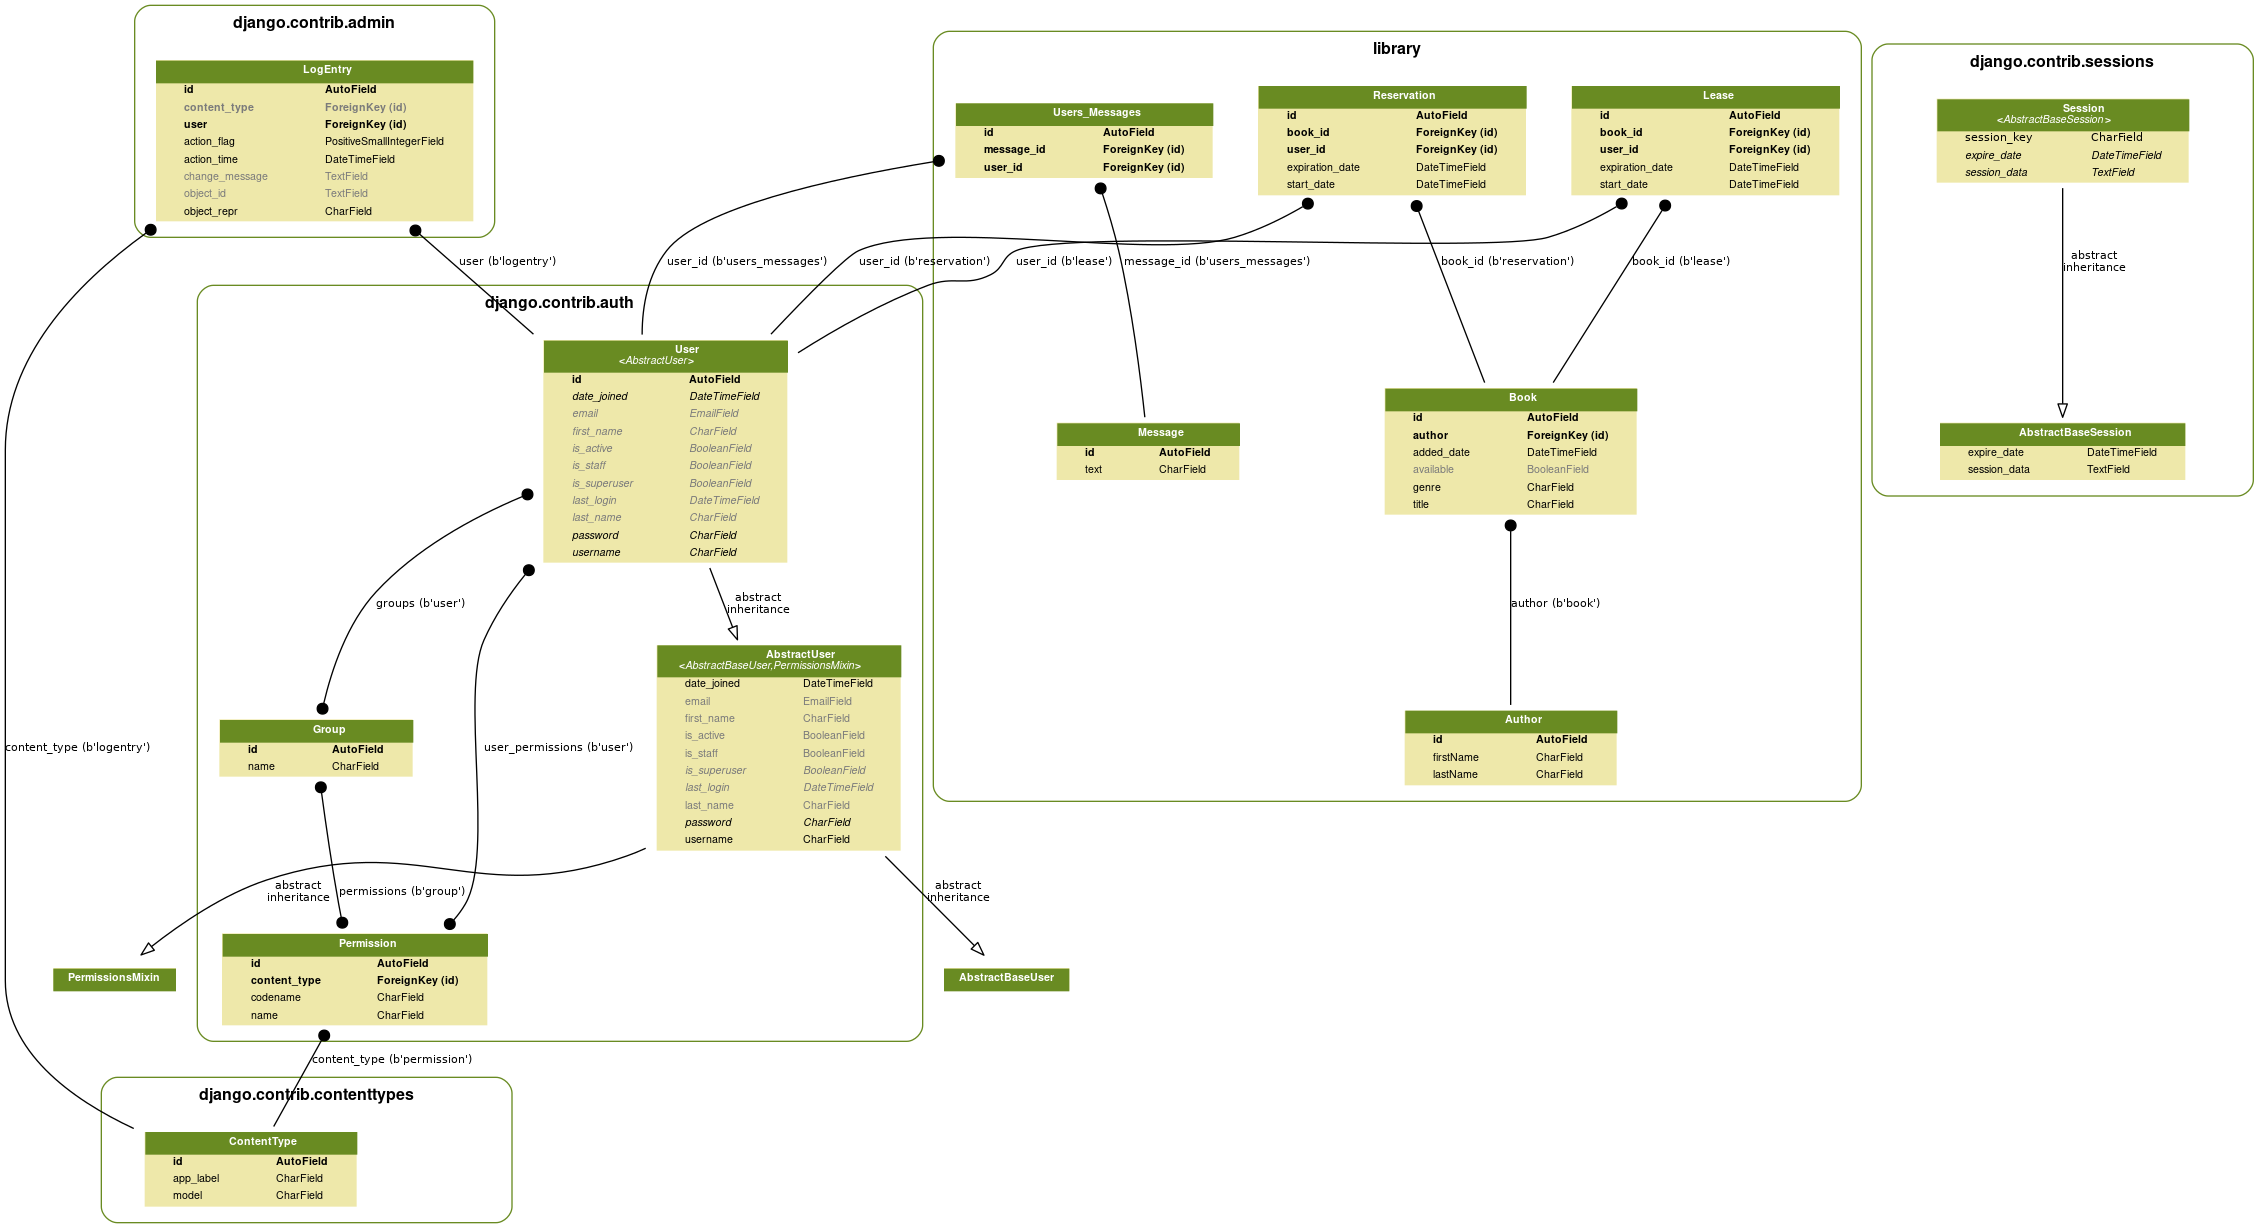 django.contrib.admin
LogEntry
id AutoField
content_type ForeignKey (id)
user ForeignKey (id)
action_flag PositiveSmallIntegerField
action_time DateTimeField
change_message TextField
object_id TextField
object_repr CharField
library
Users_Messages
id AutoField
message_id ForeignKey (id)
user_id ForeignKey (id)
Reservation
id AutoField
book_id ForeignKey (id)
user_id ForeignKey (id)
expiration_date DateTimeField
start_date DateTimeField
Lease
id AutoField
book_id ForeignKey (id)
user_id ForeignKey (id)
expiration_date DateTimeField
start_date DateTimeField
django.contrib.sessions
Session
<AbstractBaseSession>
session_key CharField
expire_date DateTimeField
session_data TextField
user (b'logentry')
user_id (b'users_messages')
user_id (b'reservation')
user_id (b'lease')
message_id (b'users_messages')
book_id (b'reservation')
book_id (b'lease')
abstract
inheritance
django.contrib.auth
User
<AbstractUser>
id AutoField
date_joined DateTimeField
email EmailField
first_name CharField
is_active BooleanField
is_staff BooleanField
is_superuser BooleanField
last_login DateTimeField
last_name CharField
password CharField
username CharField
Message
id AutoField
text CharField
Book
id AutoField
author ForeignKey (id)
added_date DateTimeField
available BooleanField
genre CharField
title CharField
AbstractBaseSession
expire_date DateTimeField
session_data TextField
groups (b'user')
abstract
inheritance
author (b'book')
AbstractUser
<AbstractBaseUser,PermissionsMixin>
date_joined DateTimeField
email EmailField
first_name CharField
is_active BooleanField
is_staff BooleanField
is_superuser BooleanField
last_login DateTimeField
last_name CharField
password CharField
username CharField
Group
id AutoField
name CharField
Author
id AutoField
firstName CharField
lastName CharField
content_type (b'logentry')
user_permissions (b'user')
abstract
inheritance
permissions (b'group')
abstract
inheritance
PermissionsMixin
Permission
id AutoField
content_type ForeignKey (id)
codename CharField
name CharField
AbstractBaseUser
content_type (b'permission')
django.contrib.contenttypes
ContentType
id AutoField
app_label CharField
model CharField